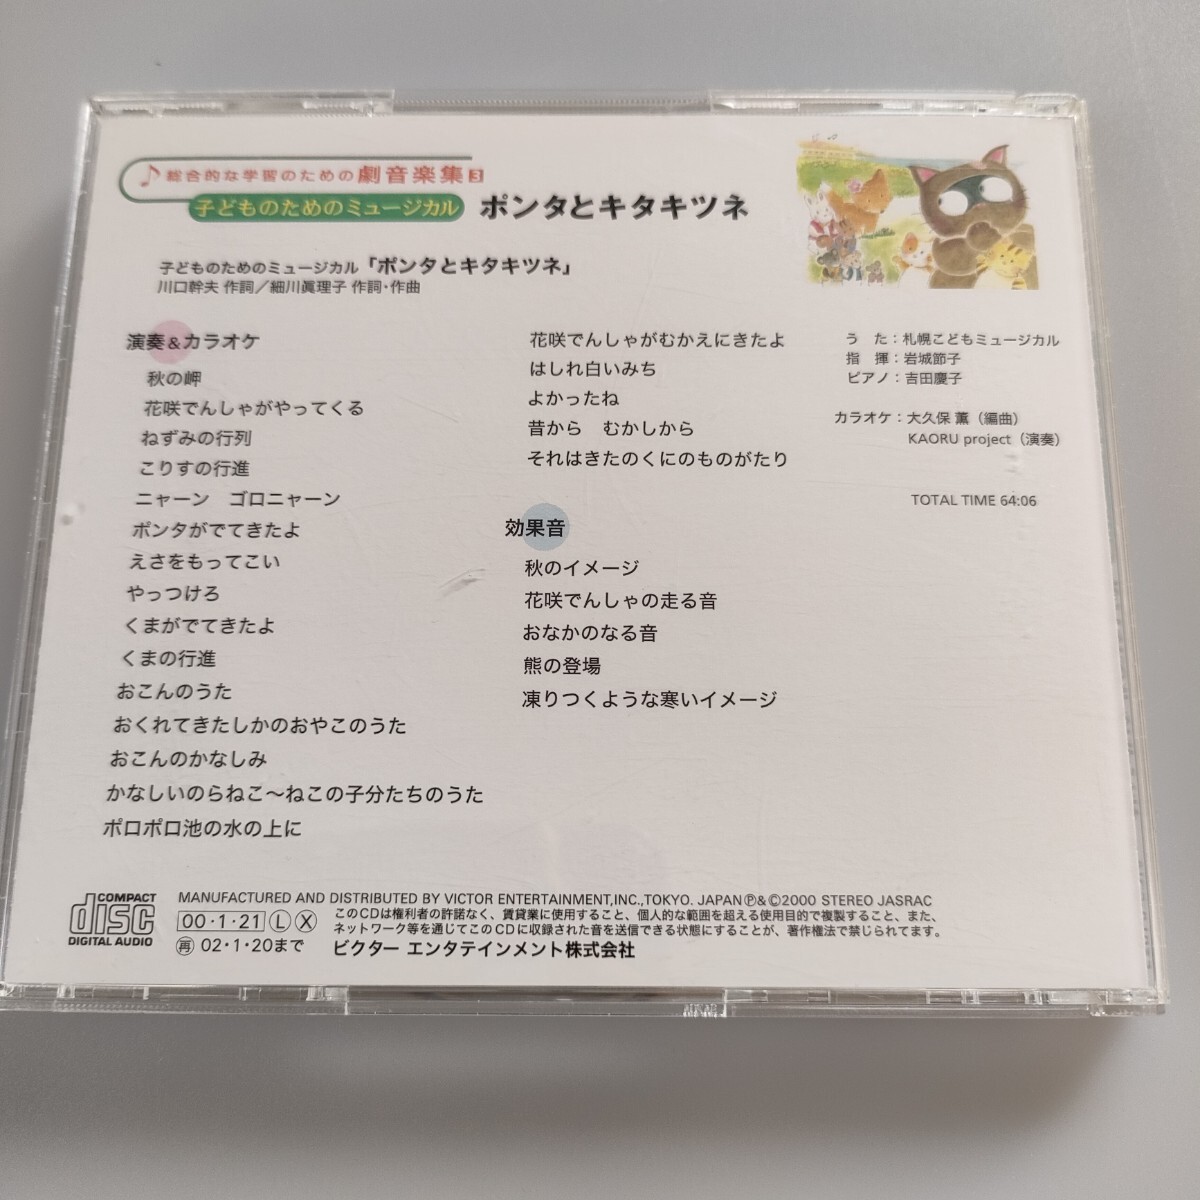 ♪総合的な学習のための劇音楽集3
子どものためのミュージカル ポンタとキタキツネ
子どものためのミュージカル「ポンタとキタキツネ」
川口幹夫 作詞／細川眞理子 作詞・作曲
演奏&カラオケ
秋の岬
花咲でんしゃがやってくる
ねずみの行列
こりすの行進
ニャーン ゴロニャーン
ポンタがでてきたよ
えさをもってこい
やっつけろ
くまがでてきたよ
くまの行進
おこんのうた
おくれてきたしかのおやこのうた
おこんのかなしみ
かなしいのらねこ〜ねこの子分たちのうた
ポロポロ池の水の上に
花咲でんしゃがむかえにきたよ
はしれ白いみち
よかったね
昔から むかしから
それはきたのくにのものがたり
効果音
秋のイメージ
花咲でんしゃの走る音
おなかのなる音
熊の登場
凍りつくような寒いイメージ
うた：札幌こどもミュージカル
指揮：岩城節子
ピアノ：吉田慶子
カラオケ：大久保 薫（編曲）
KAORU project（演奏）
TOTAL TIME 64:06
COMPACT
disc
DIGITAL AUDIO
MANUFACTURED AND DISTRIBUTED BY VICTOR ENTERTAINMENT,INC.,TOKYO. JAPAN Ⓟ&©2000 STEREO JASRAC
00・1・21 Ⓛ Ⓧ
再 02・1・20まで
このCDは権利者の許諾なく、賃貸業に使用すること、個人的な範囲を超える使用目的で複製すること、また、
ネットワーク等を通じてこのCDに収録された音を送信できる状態にすることが、著作権法で禁じられてます。
ビクター エンタテインメント株式会社